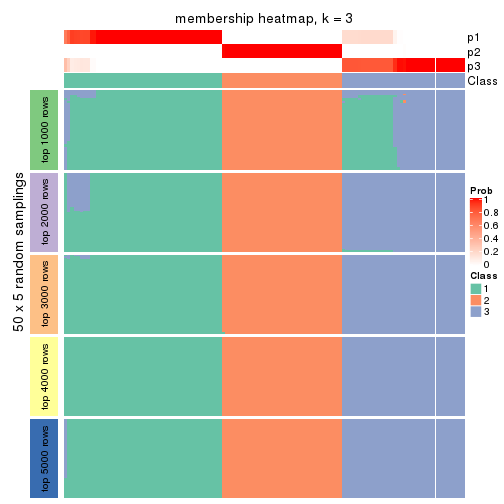 membership heatmap, k = 3
p1
p2
p3
Class
50 x 5 random samplings
top 1000 rows
top 2000 rows
top 3000 rows
top 4000 rows
top 5000 rows
Prob
1
0.8
0.6
0.4
0.2
0
Class
1
2
3